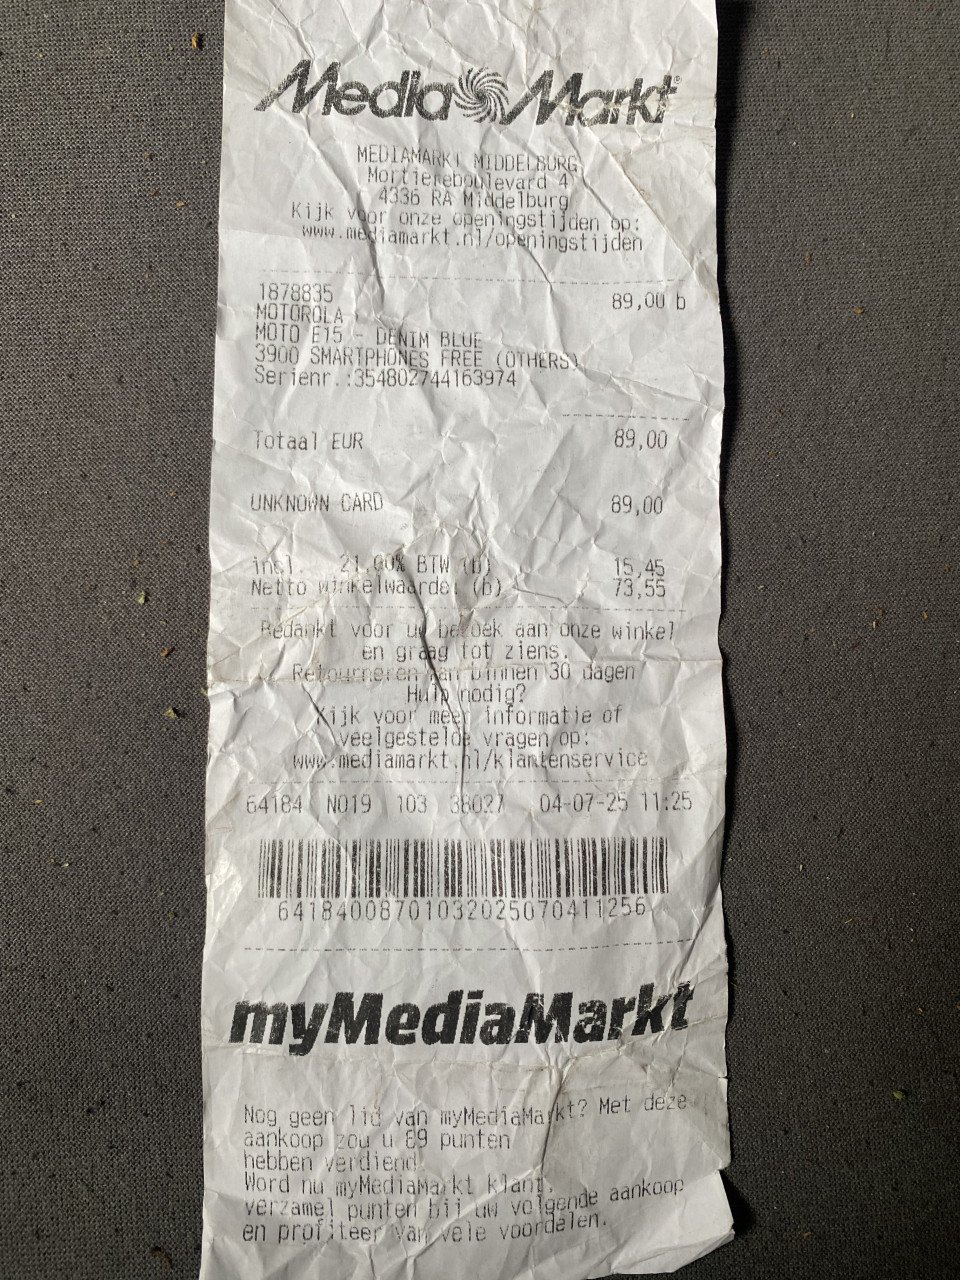 Media Markt
MEDIAMARKT MIDDELBURG
Mortiereboulevard 4
4336 RA Middelburg
Kijk voor onze openingstijden op:
www.mediamarkt.nl/openingstijden
1878835 89,00 b
MOTOROLA
MOTO E15 - DENIM BLUE
3900 SMARTPHONES FREE (OTHERS)
Serienr.:354802744163974
Totaal EUR 89,00
UNKNOWN CARD 89,00
incl. 21,00% BTW (b) 15,45
Netto winkelwaarde: (b) 73,55
Bedankt voor uw bezoek aan onze winkel
en graag tot ziens.
Retourneren kan binnen 30 dagen
Hulp nodig?
Kijk voor meer informatie of
veelgestelde vragen op:
www.mediamarkt.nl/klantenservice
64184 N019 103 38027 04-07-25 11:25
6418400870103202507041​1256
myMediaMarkt
Nog geen lid van myMediaMarkt? Met deze
aankoop zou u 89 punten
hebben verdiend.
Word nu myMediaMarkt klant,
verzamel punten bij uw volgende aankoop
en profiteer van vele voordelen.